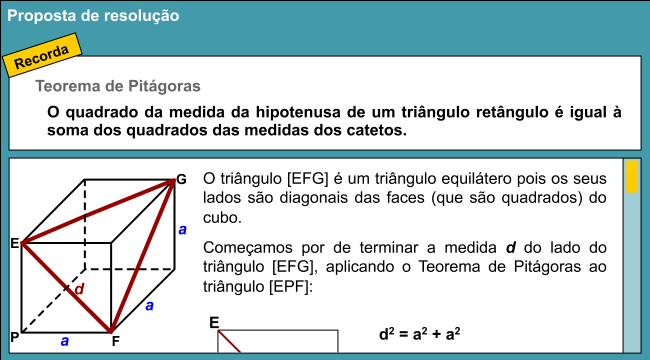 Proposta de resolução
Recorda
Teorema de Pitágoras
O quadrado da medida da hipotenusa de um triângulo retângulo é igual à
soma dos quadrados das medidas dos catetos.
G
O triângulo [EFG] é um triângulo equilátero pois os seus
lados são diagonais das faces (que são quadrados) do
cubo.
a
E
Começamos por de terminar a medida d do lado do
triângulo [EFG], aplicando o Teorema de Pitágoras ao
triângulo [EPF]:
d
a
P
a
F
E
d² = a² + a²